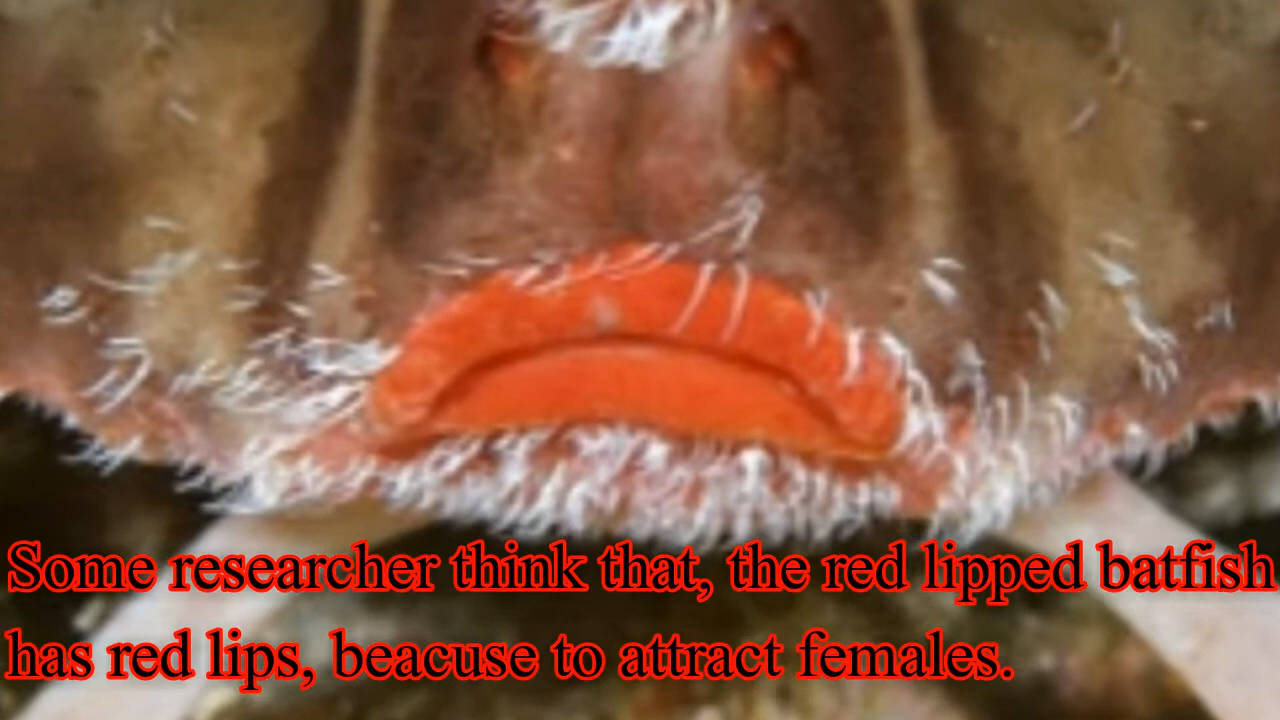 Some researcher think that, the red lipped batfish
has red lips, beacuse to attract females.